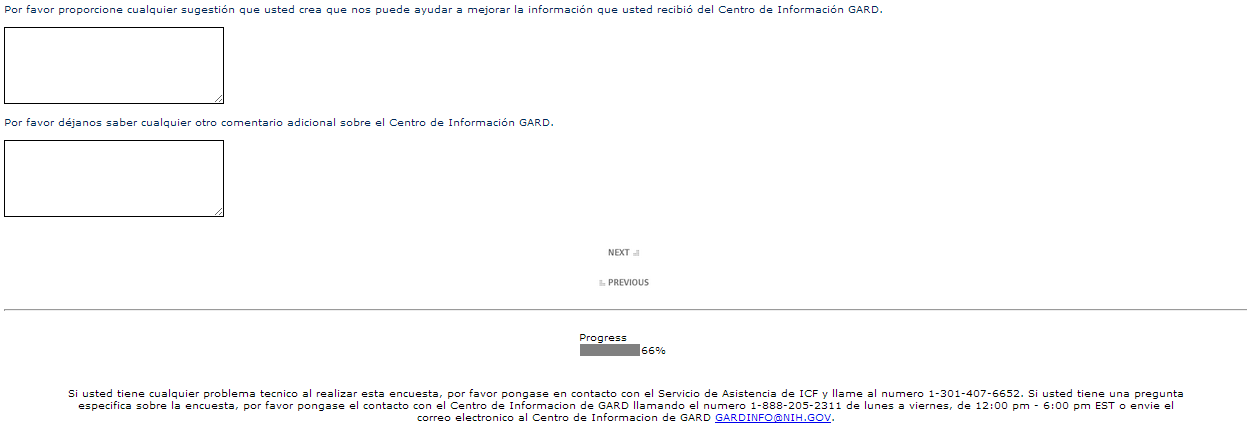 Por favor proporcione cualquier sugestión que usted crea que nos puede ayudar a mejorar la información que usted recibió del Centro de Información GARD.
Por favor déjanos saber cualquier otro comentario adicional sobre el Centro de Información GARD.
NEXT
PREVIOUS
Progress
66%
Si usted tiene cualquier problema tecnico al realizar esta encuesta, por favor pongase en contacto con el Servicio de Asistencia de ICF y llame al numero 1-301-407-6652. Si usted tiene una pregunta
especifica sobre la encuesta, por favor pongase el contacto con el Centro de Informacion de GARD llamando el numero 1-888-205-2311 de lunes a viernes, de 12:00 pm - 6:00 pm EST o envie el
correo electronico al Centro de Informacion de GARD GARDINFO@NIH.GOV.